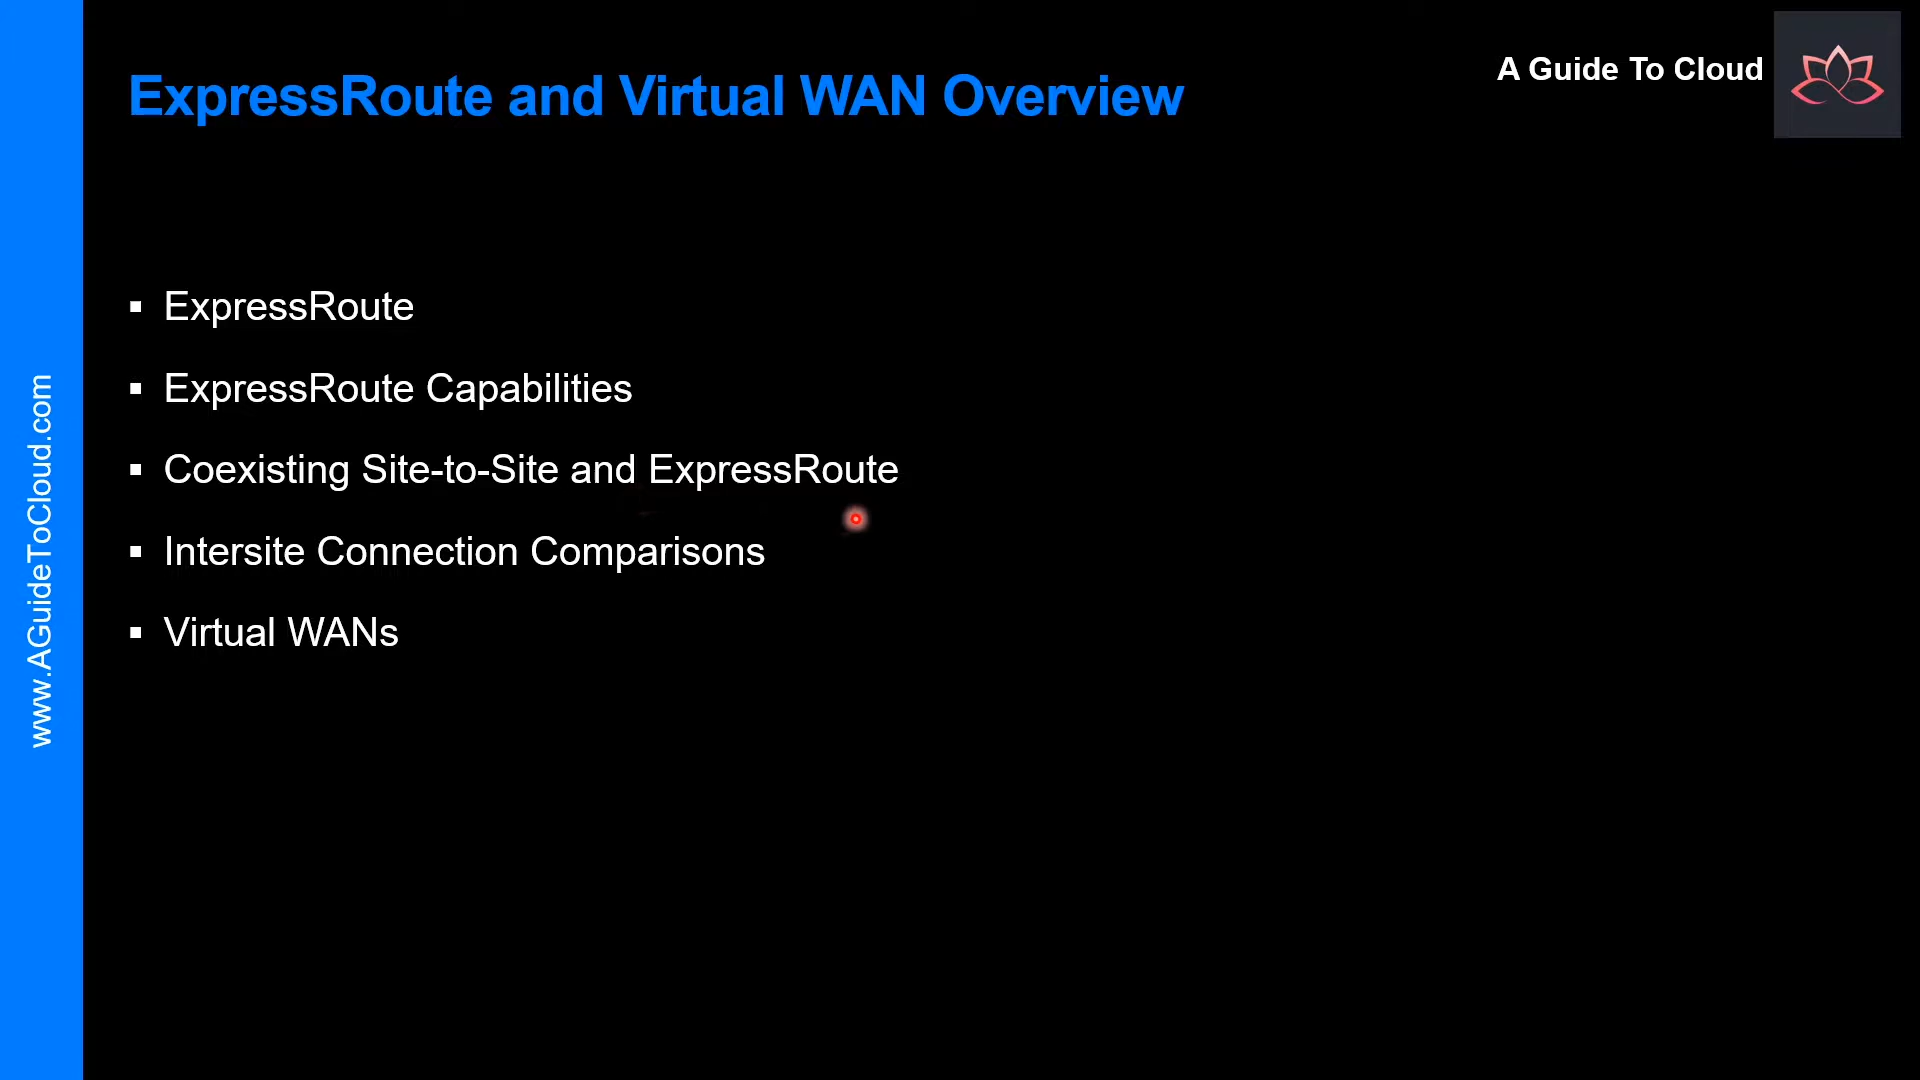 ExpressRoute and Virtual WAN Overview
A Guide To Cloud
▪ ExpressRoute
▪ ExpressRoute Capabilities
▪ Coexisting Site-to-Site and ExpressRoute
▪ Intersite Connection Comparisons
▪ Virtual WANs
www.AGuideToCloud.com